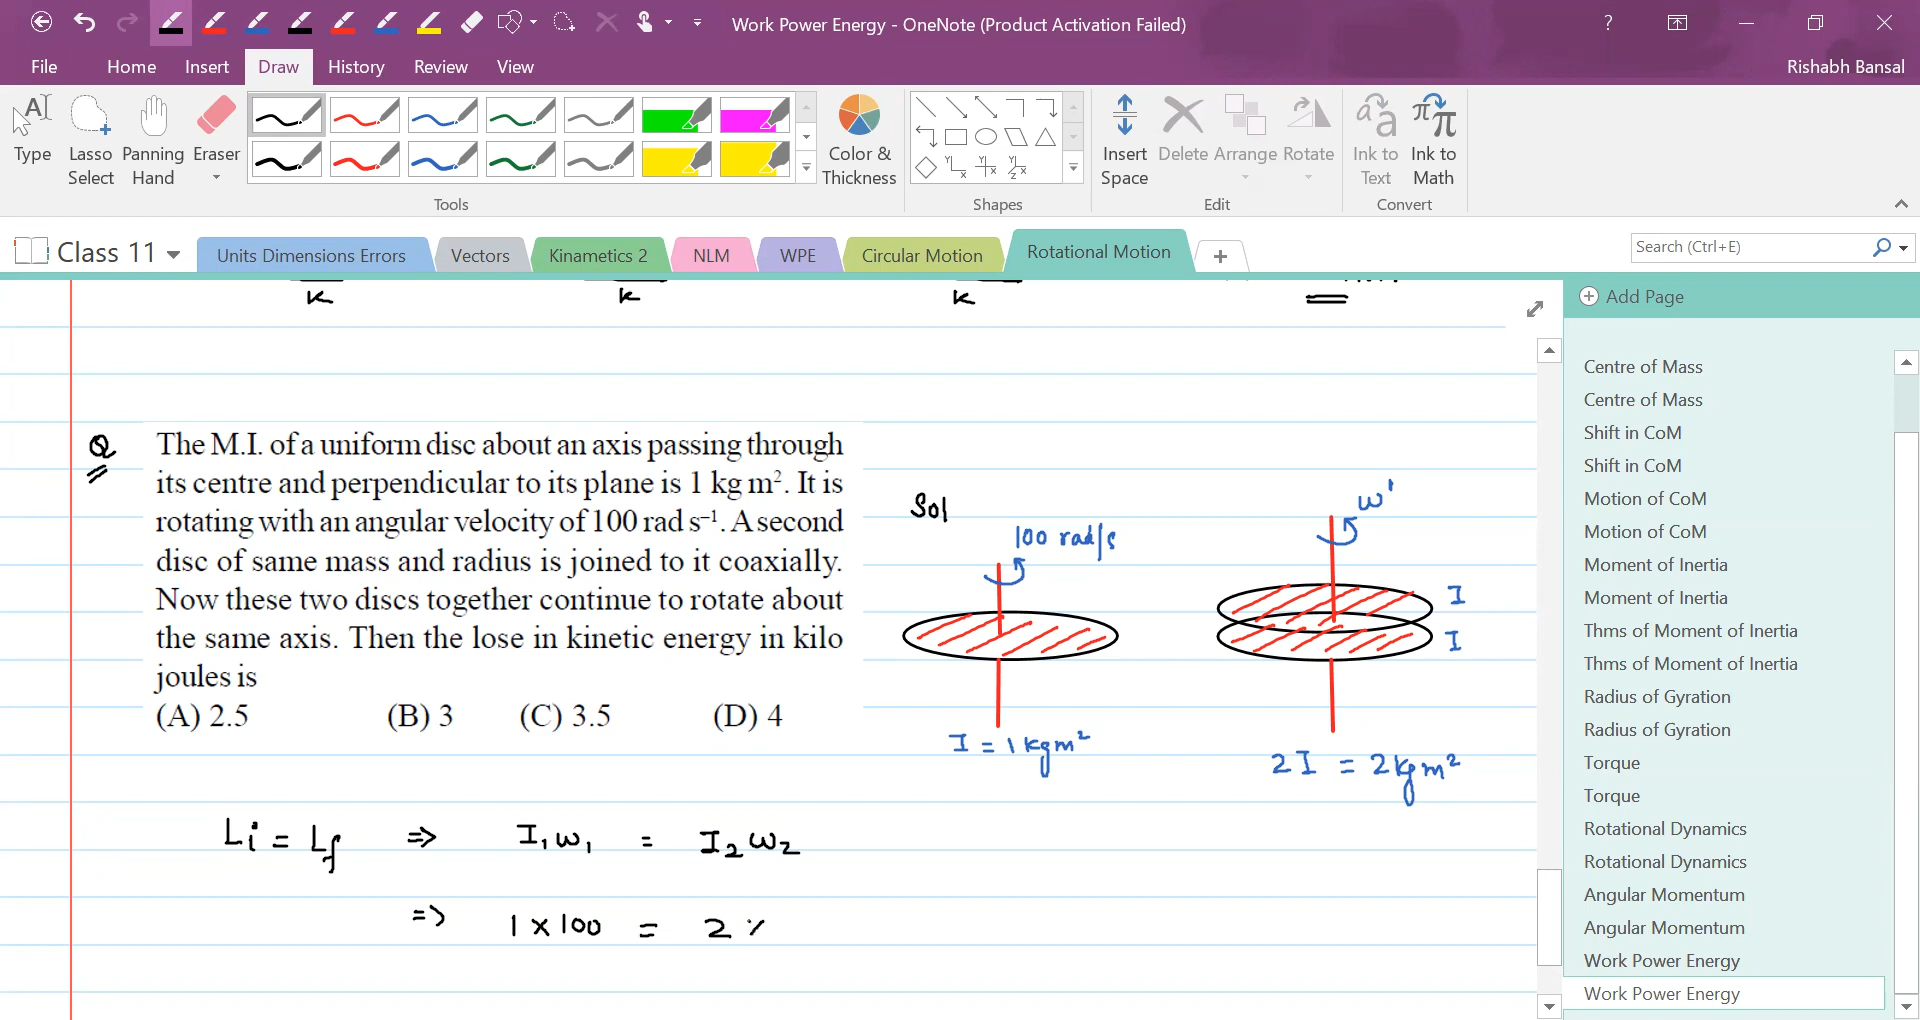 Work Power Energy - OneNote (Product Activation Failed)
?
File Home Insert Draw History Review View
Rishabh Bansal
Type
Lasso Select
Panning Hand
Eraser
Color & Thickness
Insert Space
Delete
Arrange
Rotate
Ink to Text
Ink to Math
Tools
Shapes
Edit
Convert
Class 11
Units Dimensions Errors
Vectors
Kinametics 2
NLM
WPE
Circular Motion
Rotational Motion
+
Search (Ctrl+E)
Add Page
Centre of Mass
Centre of Mass
Shift in CoM
Shift in CoM
Motion of CoM
Motion of CoM
Moment of Inertia
Moment of Inertia
Thms of Moment of Inertia
Thms of Moment of Inertia
Radius of Gyration
Radius of Gyration
Torque
Torque
Rotational Dynamics
Rotational Dynamics
Angular Momentum
Angular Momentum
Work Power Energy
Work Power Energy
K K K
Q
The M.I. of a uniform disc about an axis passing through
its centre and perpendicular to its plane is 1 kg m². It is
rotating with an angular velocity of 100 rad s⁻¹. A second
disc of same mass and radius is joined to it coaxially.
Now these two discs together continue to rotate about
the same axis. Then the lose in kinetic energy in kilo
joules is
(A) 2.5 (B) 3 (C) 3.5 (D) 4
Sol
100 rad/s
I = 1 kgm²
ω'
I
I
2I = 2 kgm²
Li = Lf ⇒ I₁ω₁ = I₂ω₂
⇒ 1 × 100 = 2